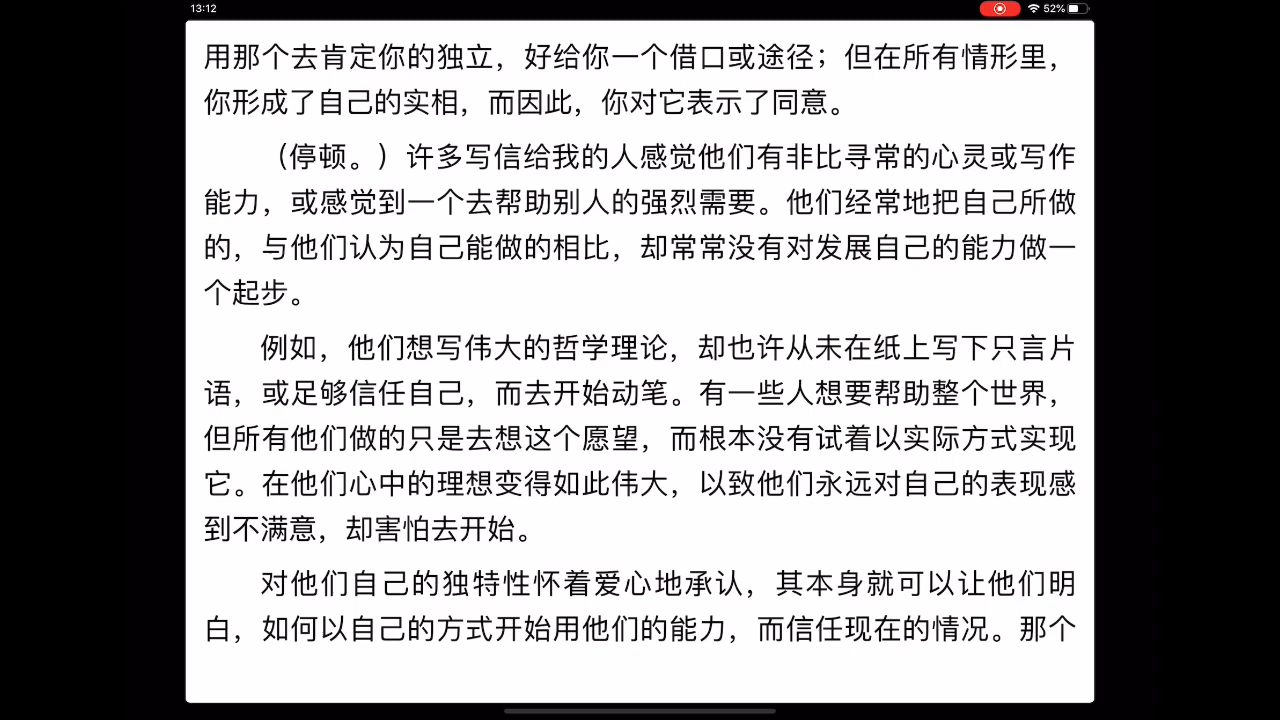 13:12
52%
用那个去肯定你的独立，好给你一个借口或途径；但在所有情形里，
你形成了自己的实相，而因此，你对它表示了同意。
（停顿。）许多写信给我的人感觉他们有非比寻常的心灵或写作
能力，或感觉到一个去帮助别人的强烈需要。他们经常地把自己所做
的，与他们认为自己能做的相比，却常常没有对发展自己的能力做一
个起步。
例如，他们想写伟大的哲学理论，却也许从未在纸上写下只言片
语，或足够信任自己，而去开始动笔。有一些人想要帮助整个世界，
但所有他们做的只是去想这个愿望，而根本没有试着以实际方式实现
它。在他们心中的理想变得如此伟大，以致他们永远对自己的表现感
到不满意，却害怕去开始。
对他们自己的独特性怀着爱心地承认，其本身就可以让他们明
白，如何以自己的方式开始用他们的能力，而信任现在的情况。那个